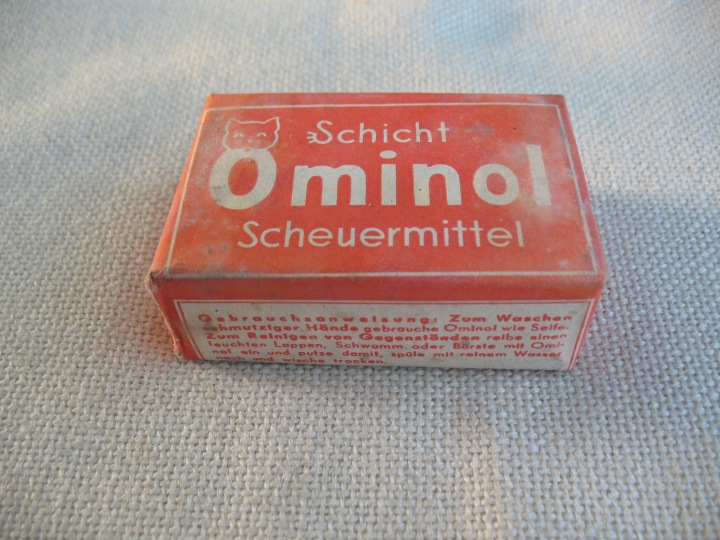 Schicht
Ominol
Scheuermittel
Gebrauchsanweisung: Zum Waschen
schmutziger Hände gebrauche Ominol wie Seife.
Zum Reinigen von Gegenständen reibe einen
feuchten Lappen, Schwamm oder Bürste mit Omi-
nol ein und putze damit, spüle mit reinem Wasser
nach und wische trocken.